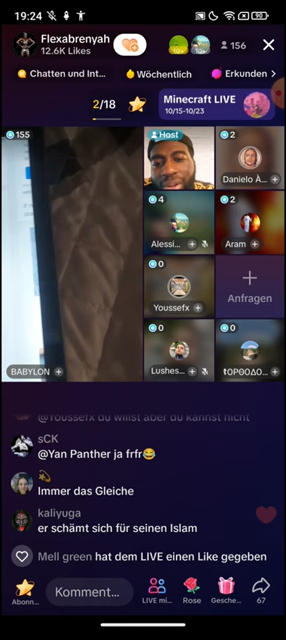 19:24
90
Flexabrenyah
12.6K Likes
10+
156
Chatten und Int...
Wöchentlich
Erkunden >
2/18
Minecraft LIVE
10/15-10/23
155
Host
2
Danielo À...
4
Alessi...
2
Aram
0
Youssefx
Anfragen
0
Lushes...
0
BABYLON
@Youssefx du willst aber du kannst nicht
sCK
@Yan Panther ja frfr😂
Immer das Gleiche
kaliyuga
er schämt sich für seinen Islam
Mell green hat dem LIVE einen Like gegeben
Abonn...
Komment...
LIVE mi...
Rose
Gesche...
67